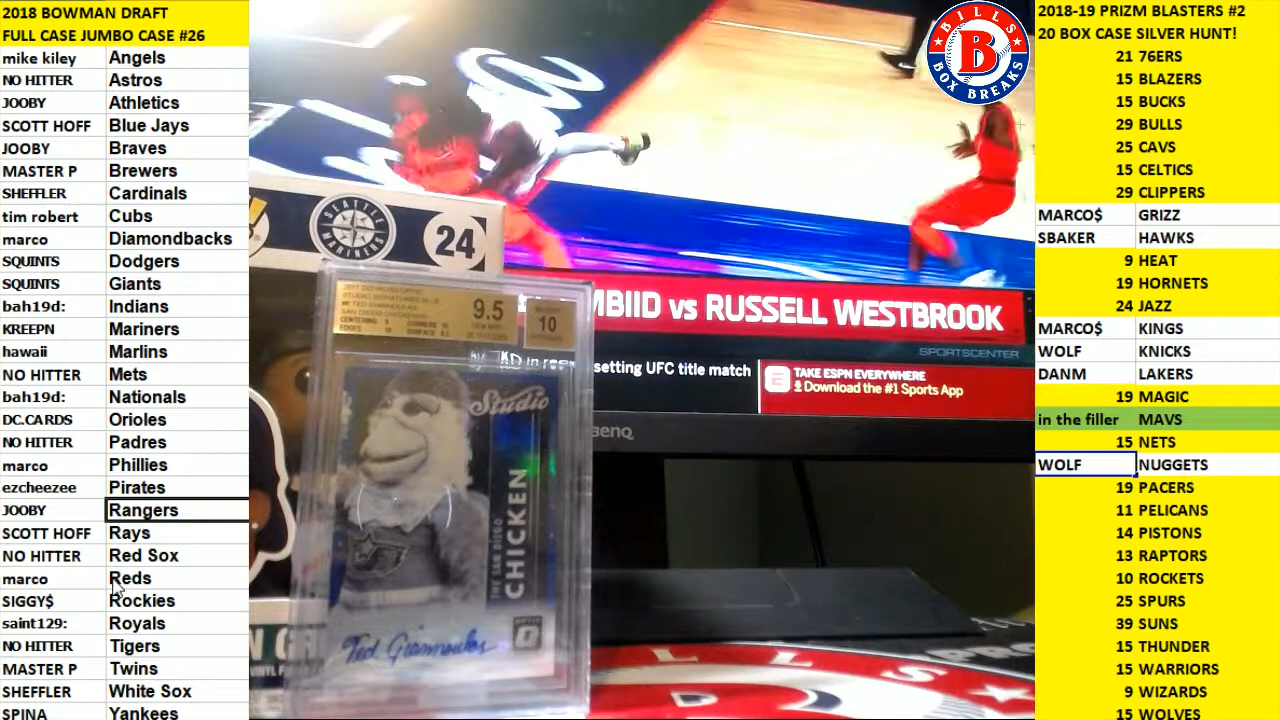 2018 BOWMAN DRAFT
FULL CASE JUMBO CASE #26
mike kiley Angels
NO HITTER Astros
JOOBY Athletics
SCOTT HOFF Blue Jays
JOOBY Braves
MASTER P Brewers
SHEFFLER Cardinals
tim robert Cubs
marco Diamondbacks
SQUINTS Dodgers
SQUINTS Giants
bah19d: Indians
KREEPN Mariners
hawaii Marlins
NO HITTER Mets
bah19d: Nationals
DC.CARDS Orioles
NO HITTER Padres
marco Phillies
ezcheezee Pirates
JOOBY Rangers
SCOTT HOFF Rays
NO HITTER Red Sox
marco Reds
SIGGY$ Rockies
saint129: Royals
NO HITTER Tigers
MASTER P Twins
SHEFFLER White Sox
SPINA Yankees
BILLS
B
BOX BREAKS
SEATTLE
MARINERS
24
MBIID vs RUSSELL WESTBROOK
SPORTSCENTER
setting UFC title match
TAKE ESPN EVERYWHERE
Download the #1 Sports App
BenQ
9.5
10
Studio
THE SAN DIEGO
CHICKEN
OPTIC
Ted Giannoulas
L L S
2018-19 PRIZM BLASTERS #2
20 BOX CASE SILVER HUNT!
21 76ERS
15 BLAZERS
15 BUCKS
29 BULLS
25 CAVS
15 CELTICS
29 CLIPPERS
MARCO$ GRIZZ
SBAKER HAWKS
9 HEAT
19 HORNETS
24 JAZZ
MARCO$ KINGS
WOLF KNICKS
DANM LAKERS
19 MAGIC
in the filler MAVS
15 NETS
WOLF NUGGETS
19 PACERS
11 PELICANS
14 PISTONS
13 RAPTORS
10 ROCKETS
25 SPURS
39 SUNS
15 THUNDER
15 WARRIORS
9 WIZARDS
15 WOLVES